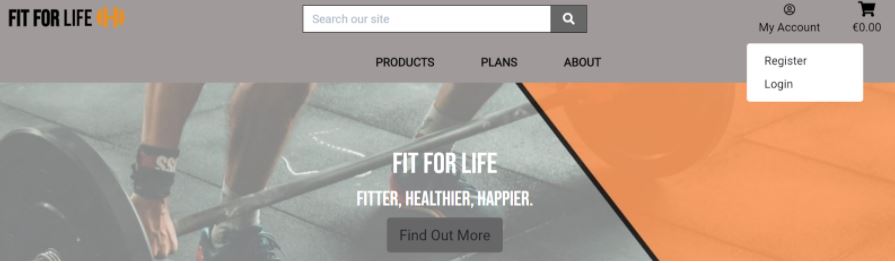 FIT FOR LIFE
Search our site
My Account
€0.00
PRODUCTS PLANS ABOUT
Register
Login
FIT FOR LIFE
FITTER, HEALTHIER, HAPPIER.
Find Out More